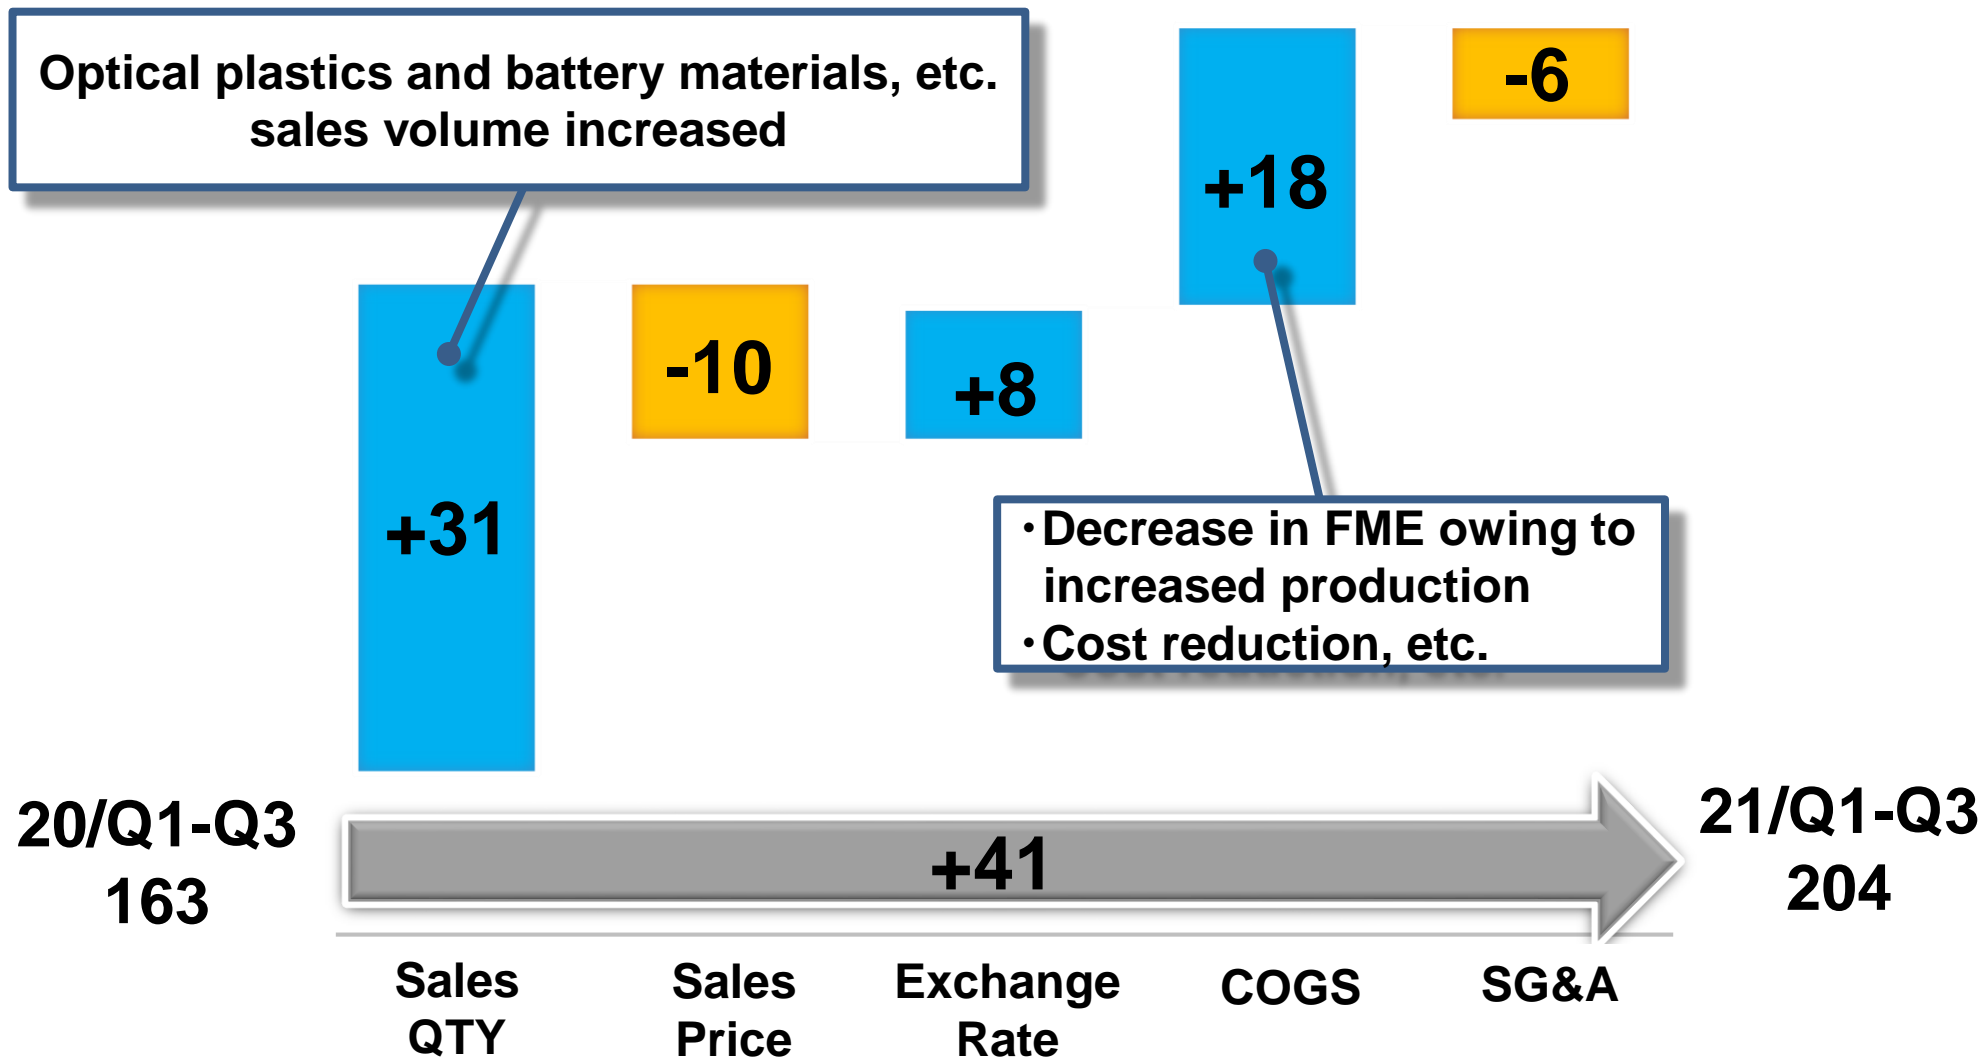 Optical plastics and battery materials, etc.
sales volume increased
-6
+18
-10
+8
+31
・Decrease in FME owing to
increased production
・Cost reduction, etc.
20/Q1-Q3
163
+41
21/Q1-Q3
204
Sales
QTY
Sales
Price
Exchange
Rate
COGS
SG&A